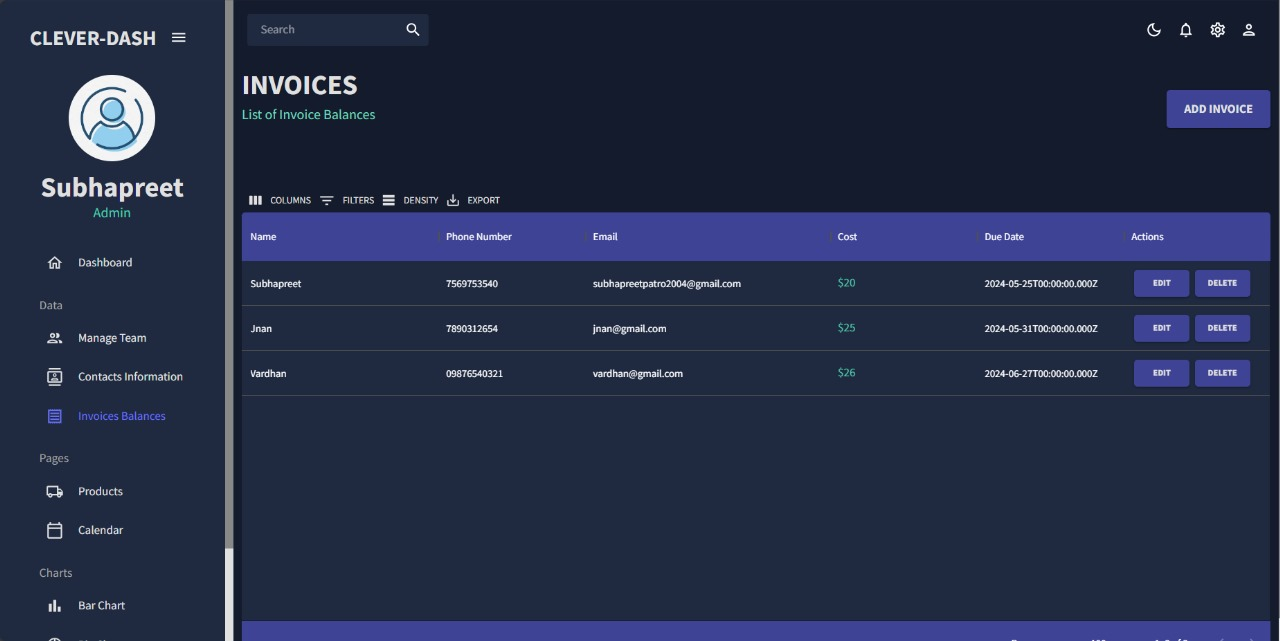 CLEVER-DASH
Subhapreet
Admin
Dashboard
Data
Manage Team
Contacts Information
Invoices Balances
Pages
Products
Calendar
Charts
Bar Chart
Search
INVOICES
List of Invoice Balances
ADD INVOICE
COLUMNS FILTERS DENSITY EXPORT
Name Phone Number Email Cost Due Date Actions
Subhapreet 7569753540 subhapreetpatro2004@gmail.com $20 2024-05-25T00:00:00.000Z EDIT DELETE
Jnan 7890312654 jnan@gmail.com $25 2024-05-31T00:00:00.000Z EDIT DELETE
Vardhan 09876540321 vardhan@gmail.com $26 2024-06-27T00:00:00.000Z EDIT DELETE